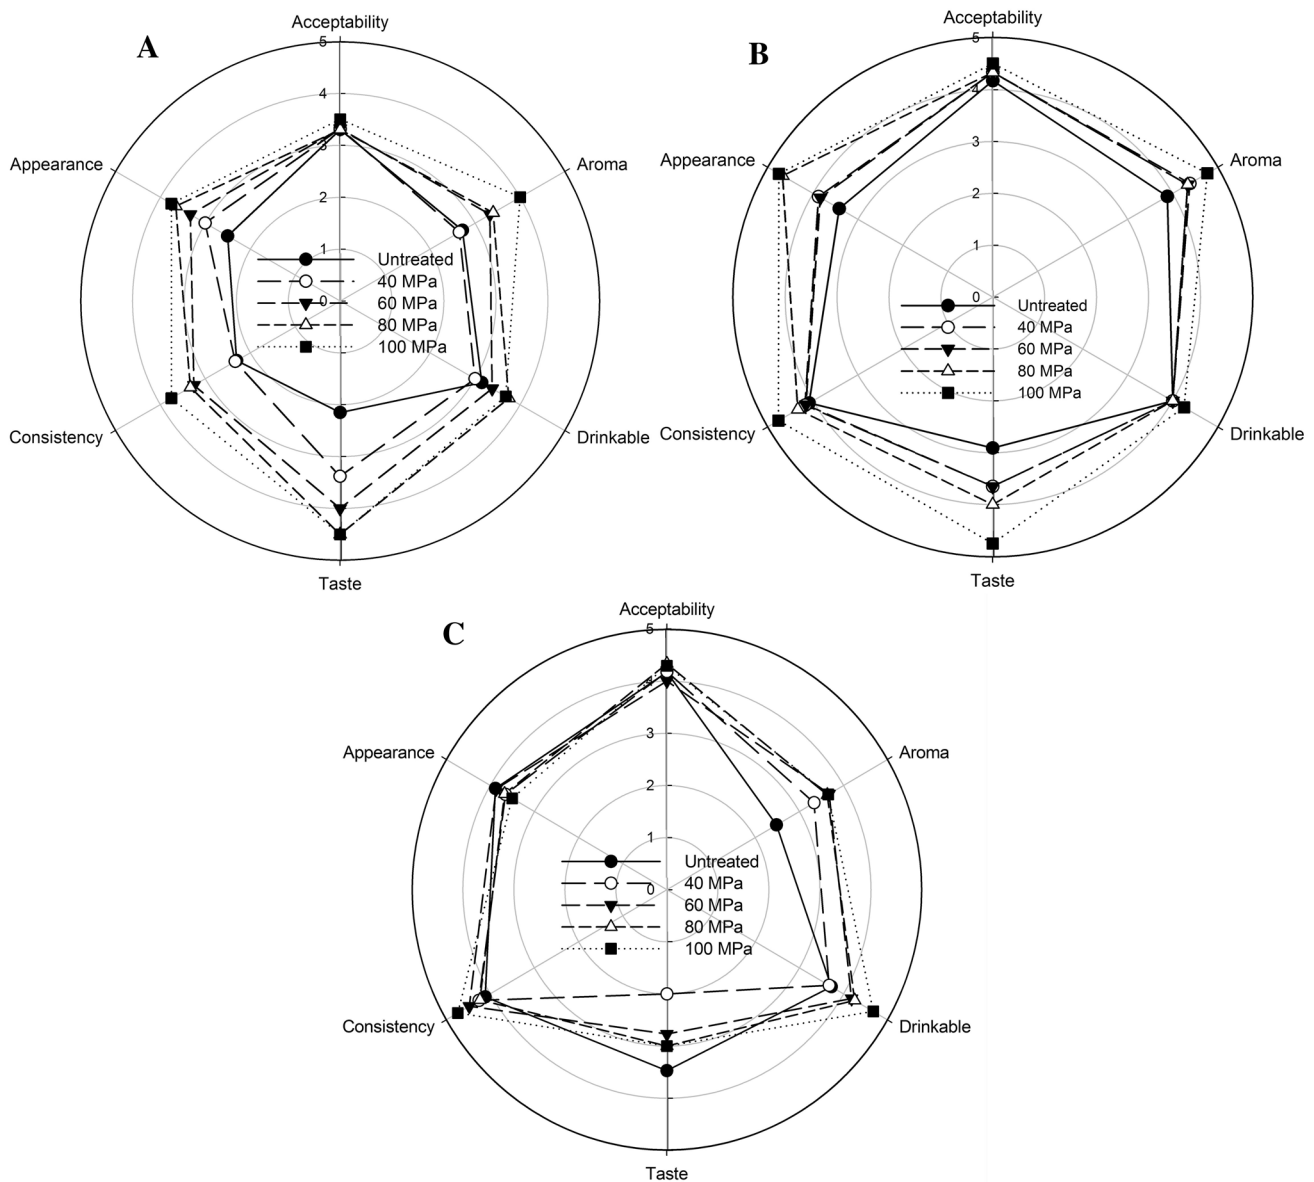 A
Acceptability
5
4
3
2
1
0
Appearance
Aroma
Untreated
40 MPa
60 MPa
80 MPa
100 MPa
Consistency
Drinkable
Taste
B
Acceptability
5
4
3
2
1
0
Appearance
Aroma
Untreated
40 MPa
60 MPa
80 MPa
100 MPa
Consistency
Drinkable
Taste
C
Acceptability
5
4
3
2
1
0
Appearance
Aroma
Untreated
40 MPa
60 MPa
80 MPa
100 MPa
Consistency
Drinkable
Taste